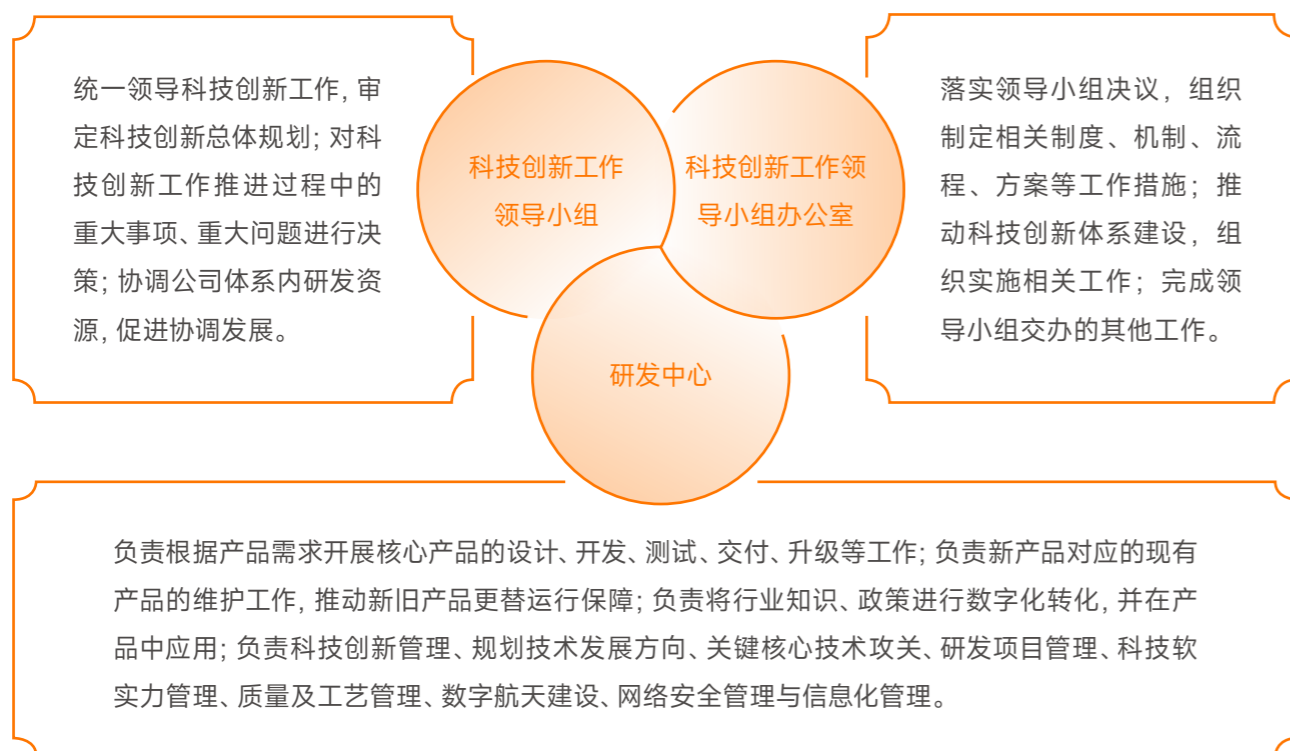 统一领导科技创新工作, 审
定科技创新总体规划; 对科
技创新工作推进过程中的
重大事项、重大问题进行决
策; 协调公司体系内研发资
源, 促进协调发展。
科技创新工作
领导小组
科技创新工作领
导小组办公室
落实领导小组决议，组织
制定相关制度、机制、流
程、方案等工作措施；推
动科技创新体系建设，组
织实施相关工作；完成领
导小组交办的其他工作。
研发中心
负责根据产品需求开展核心产品的设计、开发、测试、交付、升级等工作; 负责新产品对应的现有
产品的维护工作, 推动新旧产品更替运行保障; 负责将行业知识、政策进行数字化转化, 并在产
品中应用; 负责科技创新管理、规划技术发展方向、关键核心技术攻关、研发项目管理、科技软
实力管理、质量及工艺管理、数字航天建设、网络安全管理与信息化管理。